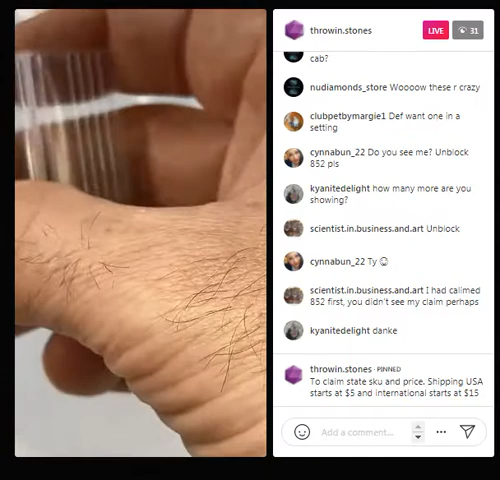 throwin.stones
LIVE
31
cab?
nudiamonds_store Woooow these r crazy
clubpetbymargie1 Def want one in a
setting
cynnabun_22 Do you see me? Unblock
852 pls
kyanitedelight how many more are you
showing?
scientist.in.business.and.art Unblock
cynnabun_22 Ty
scientist.in.business.and.art I had calimed
852 first, you didn't see my claim perhaps
kyanitedelight danke
throwin.stones · PINNED
To claim state sku and price. Shipping USA
starts at $5 and international starts at $15
Add a comment...